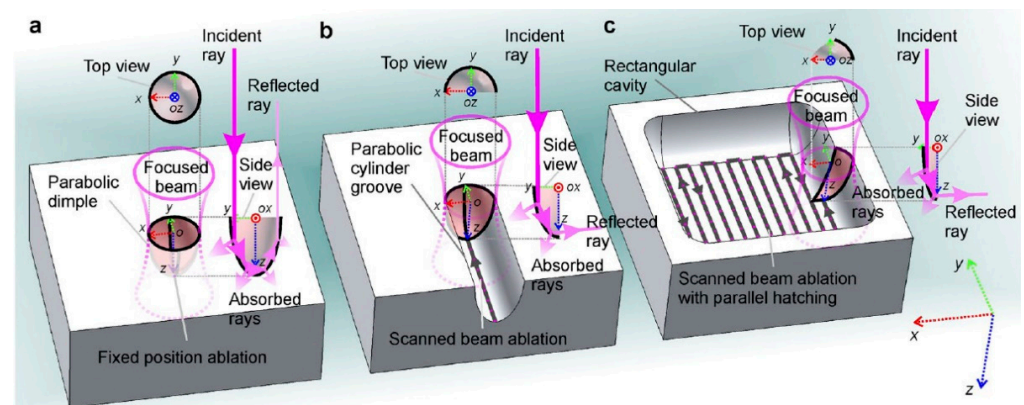 a
Incident
ray
Top view
y
x
oz
Reflected
ray
Focused
beam
Side
view
Parabolic
dimple
y
x
o
z
y
ox
z
Absorbed
rays
Fixed position ablation
b
Incident
ray
Top view
y
x
oz
Focused
beam
Side
view
Parabolic
cylinder
groove
y
x
o
z
y
ox
z
Reflected
ray
Absorbed
rays
Scanned beam ablation
c
Incident
ray
Top view
y
x
oz
Rectangular
cavity
Focused
beam
Side
view
y
x
o
z
y
ox
z
Absorbed
rays
Reflected
ray
Scanned beam ablation
with parallel hatching
y
x
z